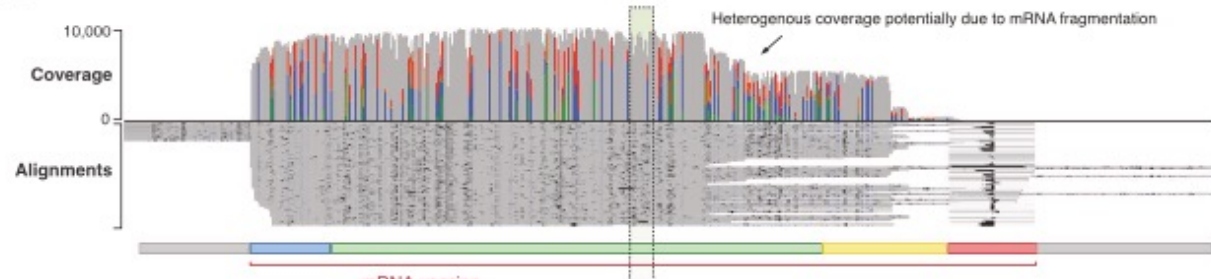 Heterogenous coverage potentially due to mRNA fragmentation
10,000
Coverage
0
Alignments